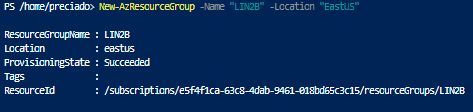 PS /home/preciado> New-AzResourceGroup -Name "LIN2B" -Location "EastUS"
ResourceGroupName : LIN2B
Location : eastus
ProvisioningState : Succeeded
Tags :
ResourceId : /subscriptions/e5f4f1ca-63c8-4dab-9461-018bd65c3c15/resourceGroups/LIN2B